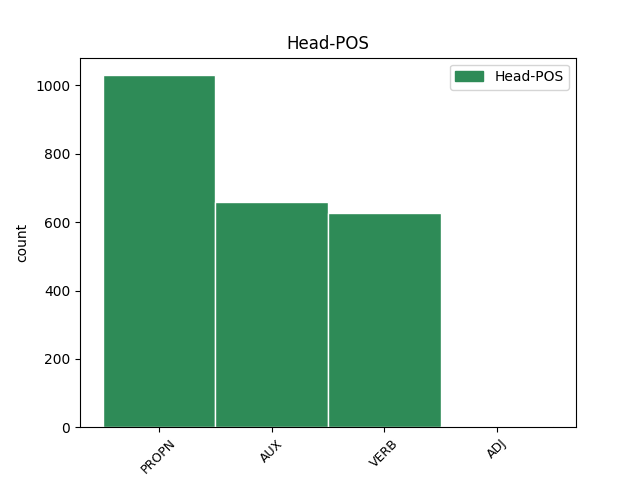 Head-POS
Head-POS
count
1000
800
600
400
200
0
PROPN
AUX
VERB
ADJ